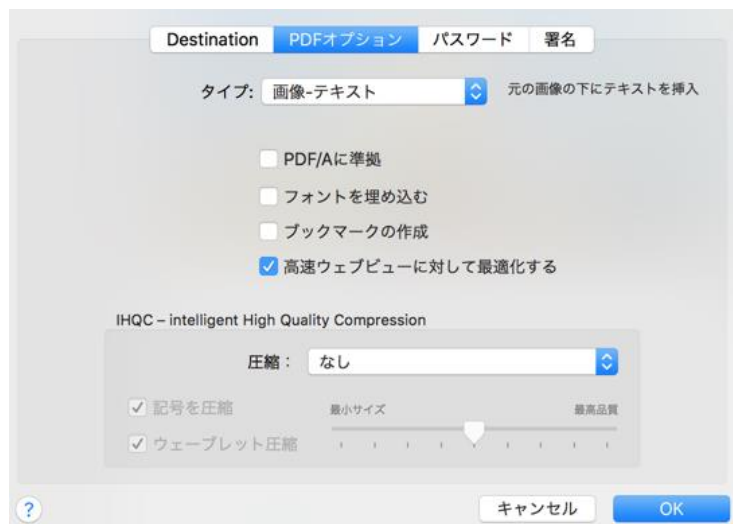 Destination PDFオプション パスワード 署名
タイプ: 画像-テキスト 元の画像の下にテキストを挿入
PDF/Aに準拠
フォントを埋め込む
ブックマークの作成
高速ウェブビューに対して最適化する
IHQC – intelligent High Quality Compression
圧縮： なし
記号を圧縮 最小サイズ 最高品質
ウェーブレット圧縮
? キャンセル OK